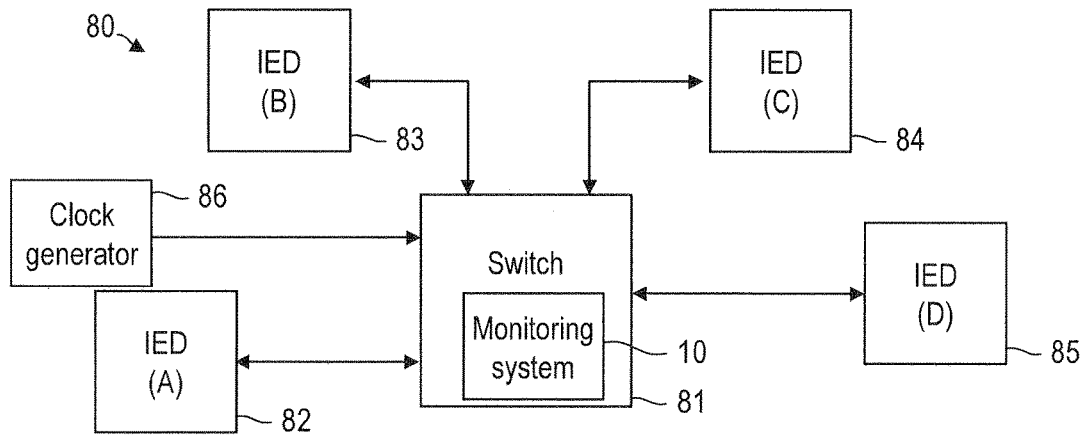 80
IED
(B)
83
IED
(C)
84
86
Clock
generator
Switch
Monitoring
system
10
81
IED
(D)
85
IED
(A)
82